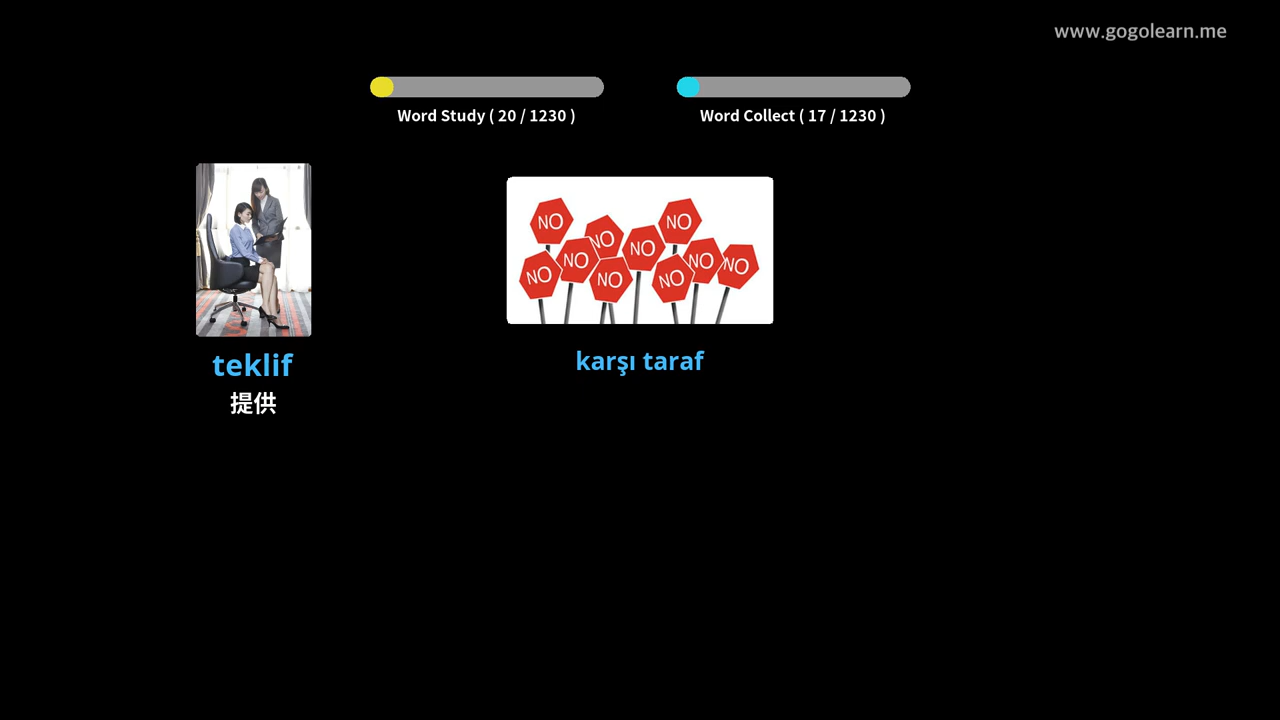 www.gogolearn.me
Word Study ( 20 / 1230 )
Word Collect ( 17 / 1230 )
NO
NO
NO
NO
NO
NO
NO
NO
NO
NO
teklif
karşı taraf
提供